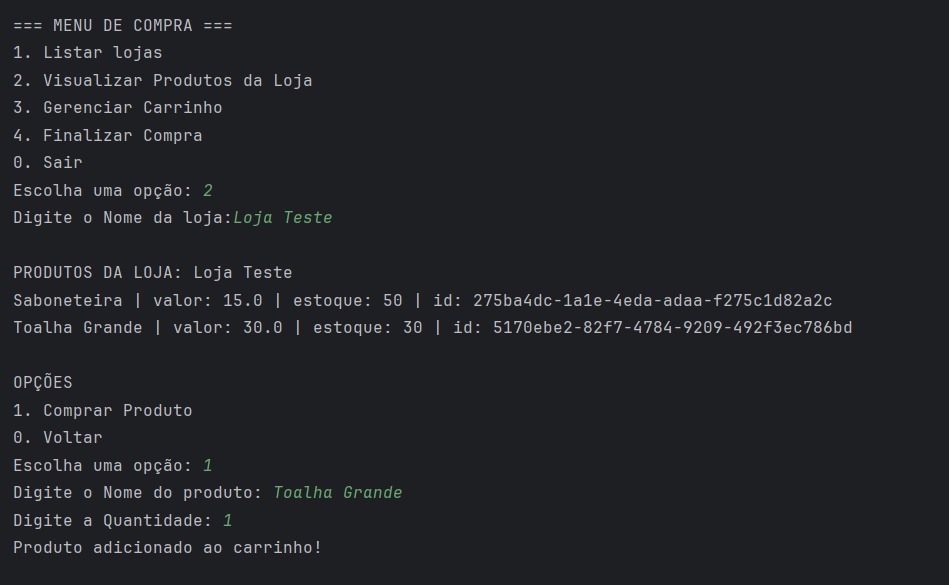 === MENU DE COMPRA ===
1. Listar lojas
2. Visualizar Produtos da Loja
3. Gerenciar Carrinho
4. Finalizar Compra
0. Sair
Escolha uma opção: 2
Digite o Nome da loja:Loja Teste
PRODUTOS DA LOJA: Loja Teste
Saboneteira | valor: 15.0 | estoque: 50 | id: 275ba4dc-1a1e-4eda-adaa-f275c1d82a2c
Toalha Grande | valor: 30.0 | estoque: 30 | id: 5170ebe2-82f7-4784-9209-492f3ec786bd
OPÇÕES
1. Comprar Produto
0. Voltar
Escolha uma opção: 1
Digite o Nome do produto: Toalha Grande
Digite a Quantidade: 1
Produto adicionado ao carrinho!